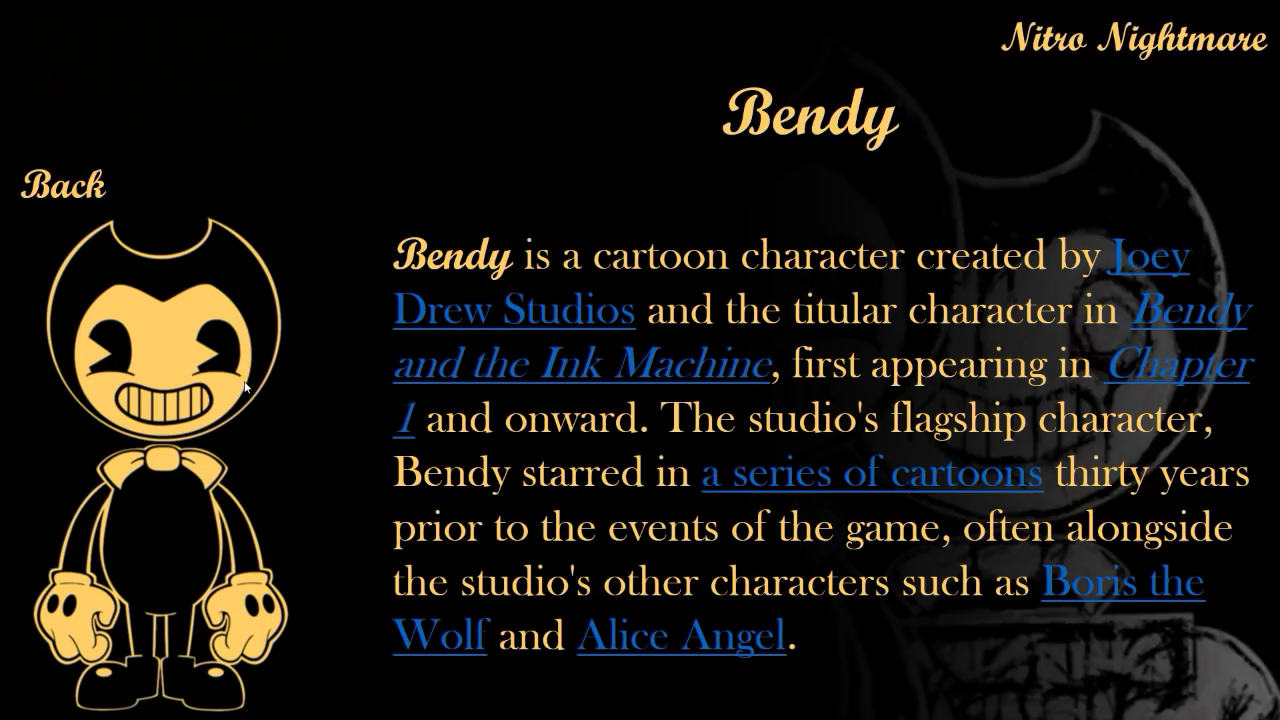 Nitro Nightmare
Bendy
Back
Bendy is a cartoon character created by Joey
Drew Studios and the titular character in Bendy
and the Ink Machine, first appearing in Chapter
1 and onward. The studio's flagship character,
Bendy starred in a series of cartoons thirty years
prior to the events of the game, often alongside
the studio's other characters such as Boris the
Wolf and Alice Angel.